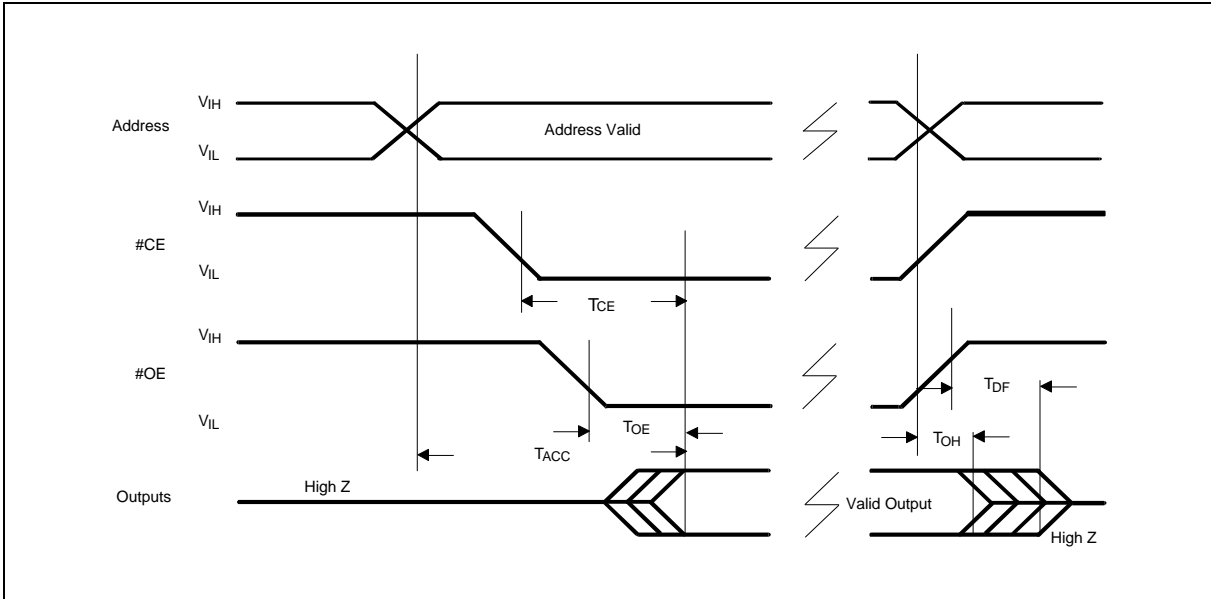 VIH
Address
Address Valid
VIL
VIH
#CE
VIL
TCE
VIH
#OE
TDF
VIL
TOE
TOH
TACC
High Z
Outputs
Valid Output
High Z